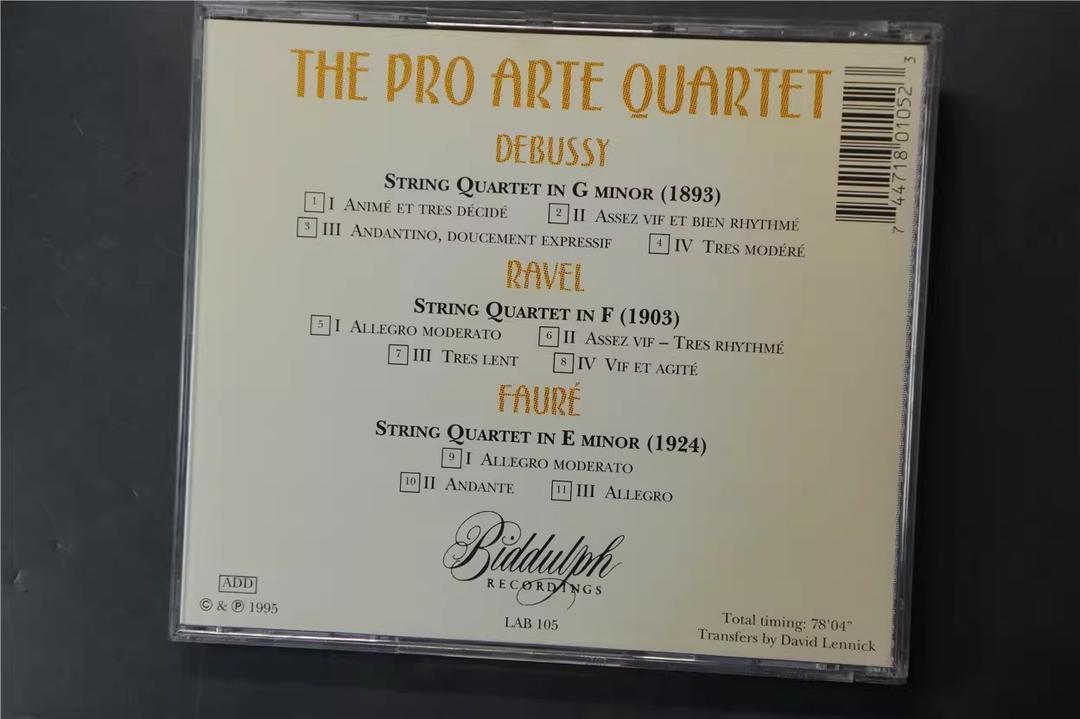 THE PRO ARTE QUARTET
DEBUSSY
STRING QUARTET IN G MINOR (1893)
1 I ANIMÉ ET TRES DÉCIDÉ 2 II ASSEZ VIF ET BIEN RHYTHMÉ
3 III ANDANTINO, DOUCEMENT EXPRESSIF 4 IV TRES MODÉRÉ
RAVEL
STRING QUARTET IN F (1903)
5 I ALLEGRO MODERATO 6 II ASSEZ VIF – TRES RHYTHMÉ
7 III TRES LENT 8 IV VIF ET AGITÉ
FAURÉ
STRING QUARTET IN E MINOR (1924)
9 I ALLEGRO MODERATO
10 II ANDANTE 11 III ALLEGRO
Biddulph
RECORDINGS
LAB 105
ADD
© & ℗ 1995
Total timing: 78'04"
Transfers by David Lennick
7 44718 01052 3